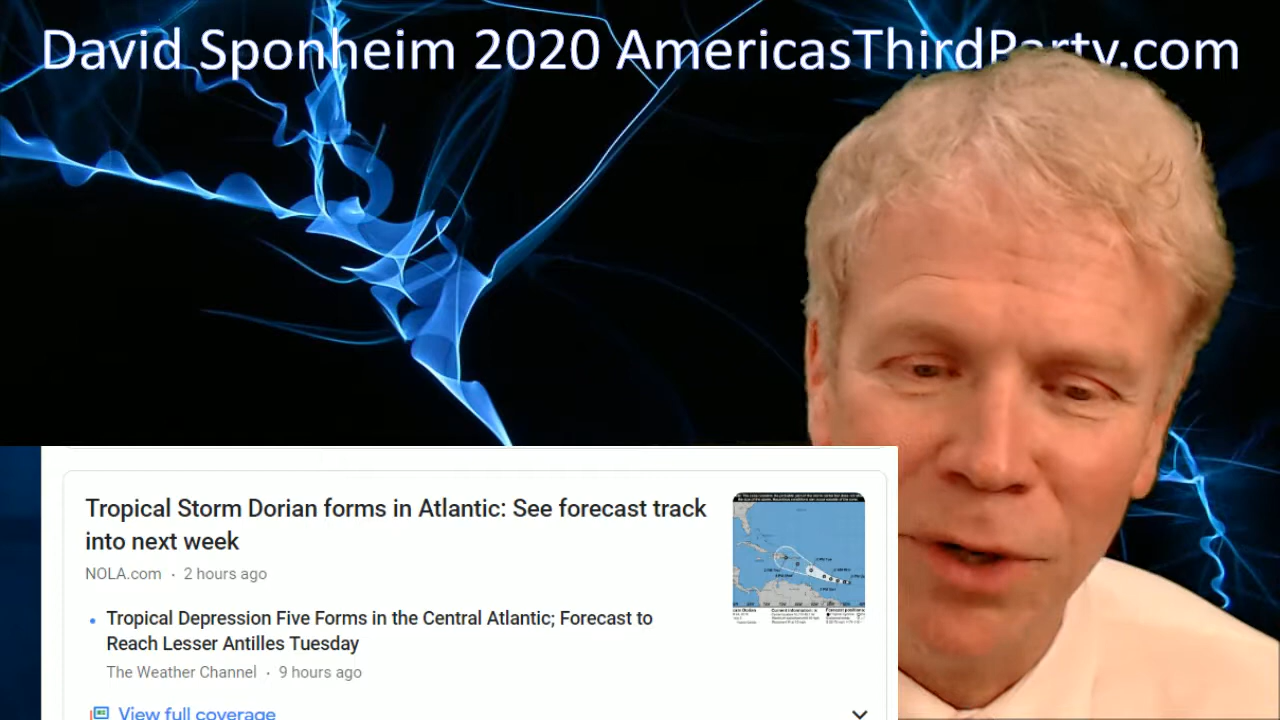 David Sponheim 2020 AmericasThirdParty.com
Tropical Storm Dorian forms in Atlantic: See forecast track
into next week
NOLA.com · 2 hours ago
Tropical Depression Five Forms in the Central Atlantic; Forecast to
Reach Lesser Antilles Tuesday
The Weather Channel · 9 hours ago
View full coverage